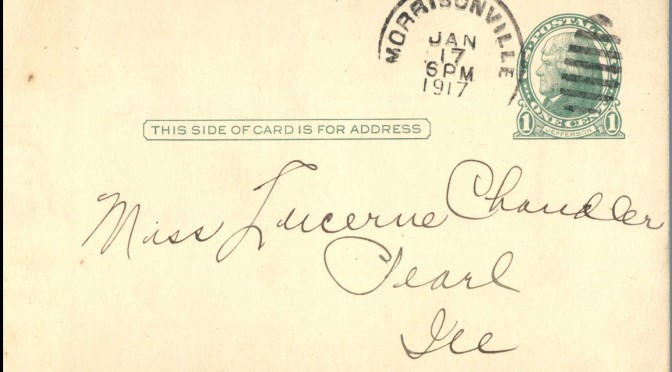 MORRISONVILLE
JAN
17
6PM
1917
POSTAL
ONE CENT
1 JEFFERSON 1
THIS SIDE OF CARD IS FOR ADDRESS
Miss Lucerne Chandler
Pearl
Ill